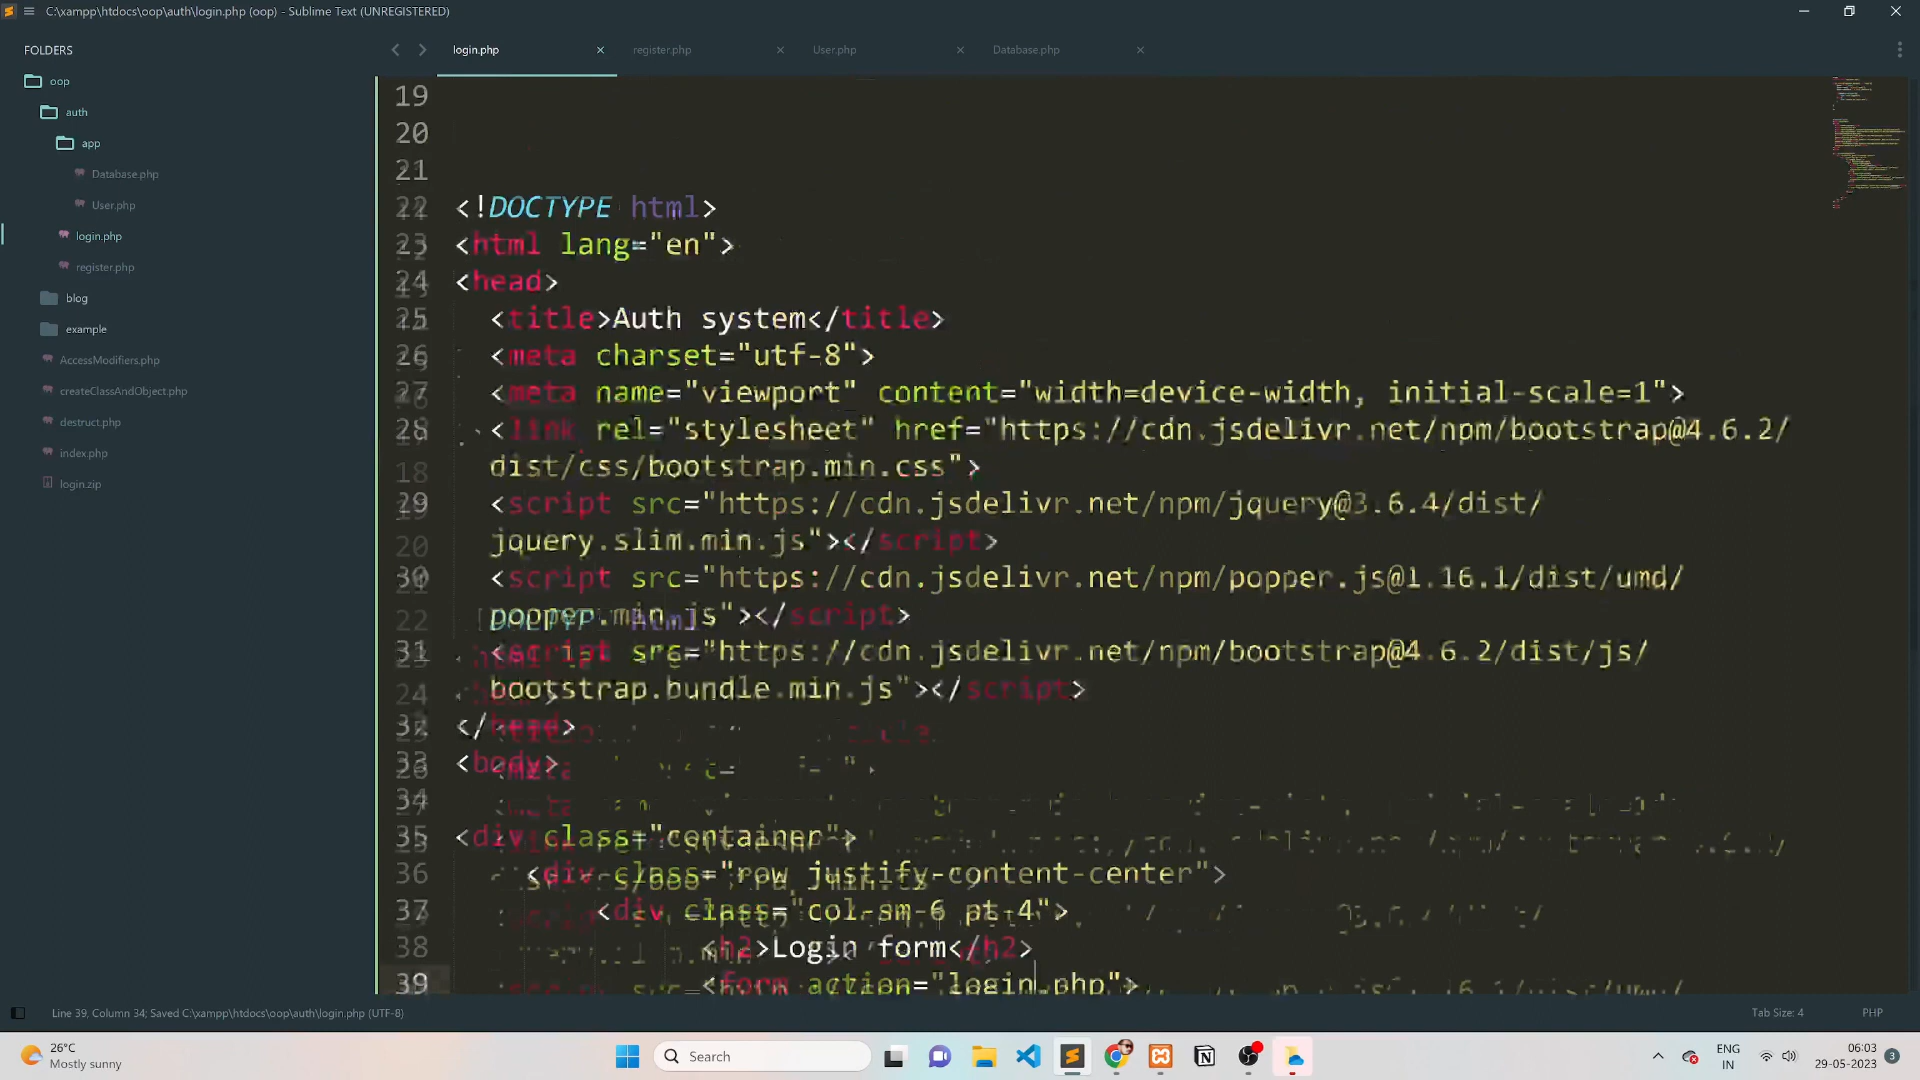 C:\xampp\htdocs\oop\auth\login.php (oop) - Sublime Text (UNREGISTERED)
FOLDERS
login.php
register.php
User.php
Database.php
oop
auth
app
Database.php
User.php
login.php
register.php
blog
example
AccessModifiers.php
createClassAndObject.php
destruct.php
index.php
login.zip
19
20
21
22 <!DOCTYPE html>
23 <html lang="en">
24 <head>
25 <title>Auth system</title>
26 <meta charset="utf-8">
27 <meta name="viewport" content="width=device-width, initial-scale=1">
28 <link rel="stylesheet" href="https://cdn.jsdelivr.net/npm/bootstrap@4.6.2/
dist/css/bootstrap.min.css">
29 <script src="https://cdn.jsdelivr.net/npm/jquery@3.6.4/dist/
jquery.slim.min.js"></script>
30 <script src="https://cdn.jsdelivr.net/npm/popper.js@1.16.1/dist/umd/
popper.min.js"></script>
31 <script src="https://cdn.jsdelivr.net/npm/bootstrap@4.6.2/dist/js/
bootstrap.bundle.min.js"></script>
32 </head>
33 <body>
34
35 <div class="container">
36 <div class="row justify-content-center">
37 <div class="col-sm-6 pt-4">
38 <h2>Login form</h2>
39 <form action="login.php">
Line 39, Column 34; Saved C:\xampp\htdocs\oop\auth\login.php (UTF-8)
Tab Size: 4
PHP
26°C
Mostly sunny
Search
ENG
IN
06:03
29-05-2023
3